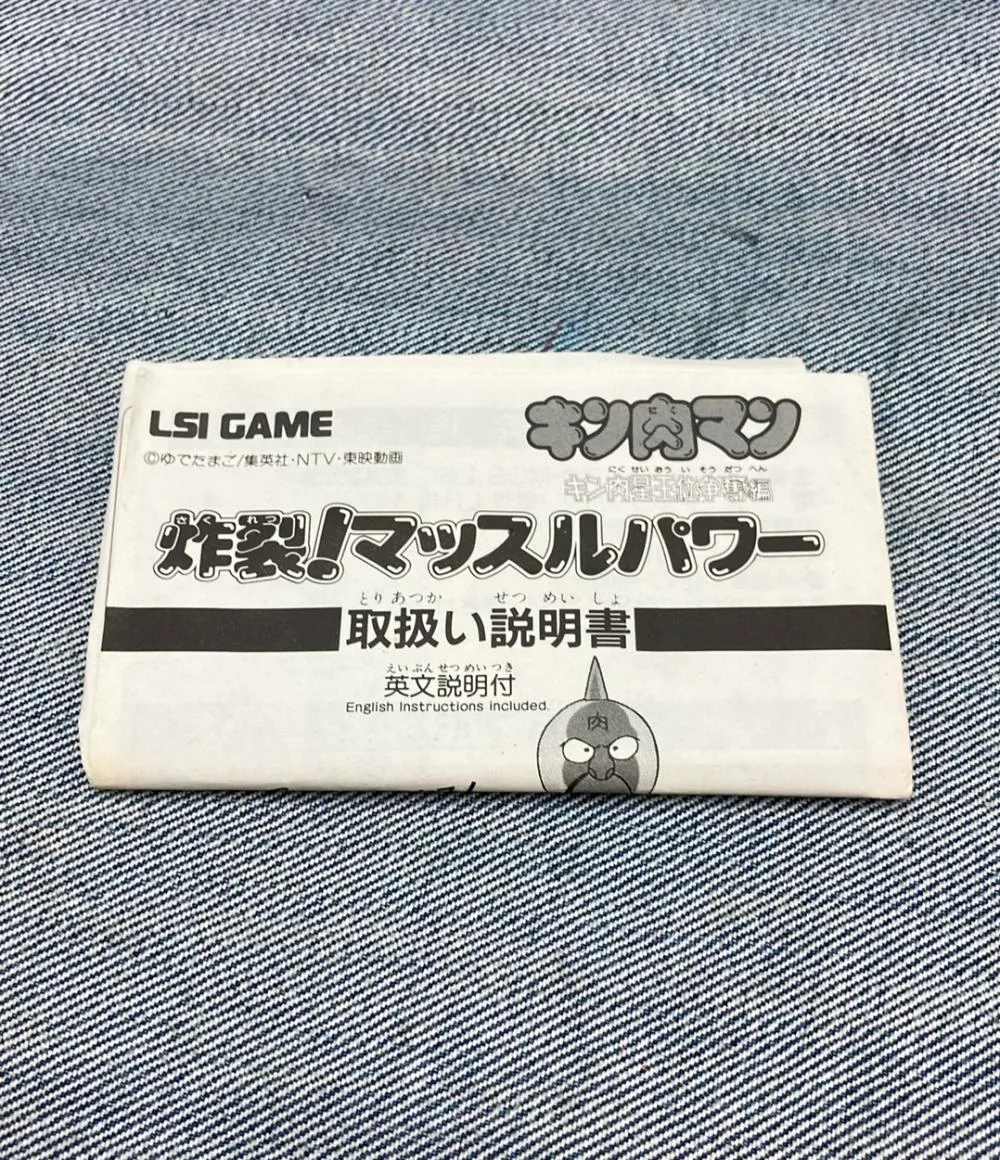 LSI GAME
©ゆでたまご/集英社・NTV・東映動画
キン肉マン
にく せい おう い そう だつ へん
キン肉星王位争奪編
炸裂!マッスルパワー
とり あつか せつ めい しょ
取扱い説明書
えい ぶん せつ めい つき
英文説明付
English Instructions included.
肉